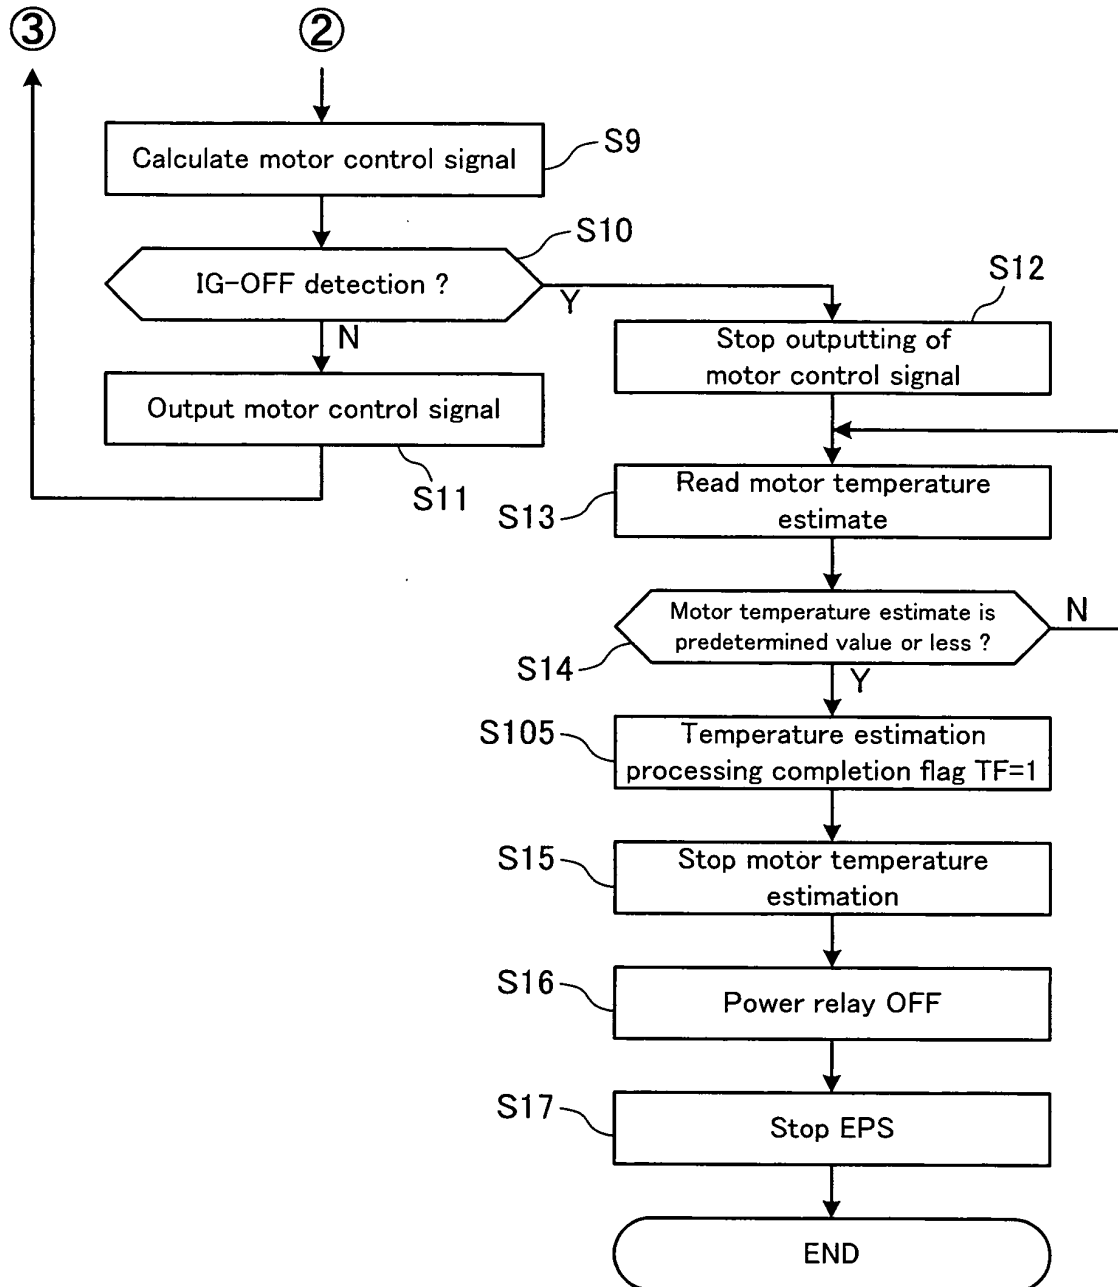 ③
②
Calculate motor control signal
S9
IG-OFF detection ?
S10
Y
N
Output motor control signal
S11
S12
Stop outputting of
motor control signal
S13
Read motor temperature
estimate
Motor temperature estimate is
predetermined value or less ?
N
S14
Y
S105
Temperature estimation
processing completion flag TF=1
S15
Stop motor temperature
estimation
S16
Power relay OFF
S17
Stop EPS
END